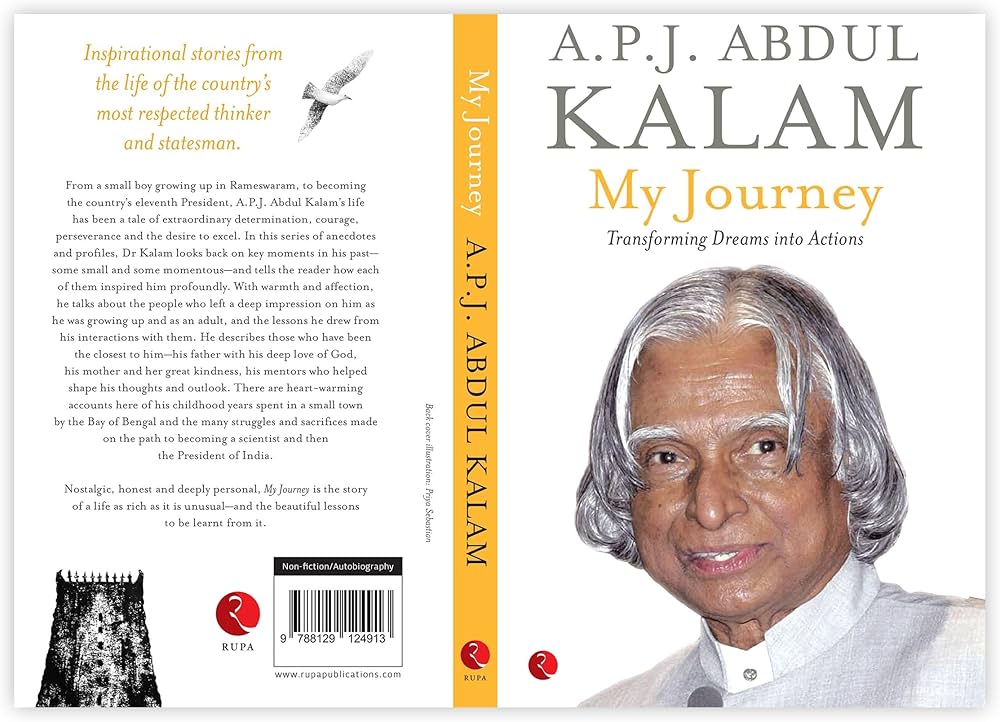 Inspirational stories from
the life of the country's
most respected thinker
and statesman.
From a small boy growing up in Rameswaram, to becoming
the country's eleventh President, A.P.J. Abdul Kalam's life
has been a tale of extraordinary determination, courage,
perseverance and the desire to excel. In this series of anecdotes
and profiles, Dr Kalam looks back on key moments in his past—
some small and some momentous—and tells the reader how each
of them inspired him profoundly. With warmth and affection,
he talks about the people who left a deep impression on him as
he was growing up and as an adult, and the lessons he drew from
his interactions with them. He describes those who have been
the closest to him—his father with his deep love of God,
his mother and her great kindness, his mentors who helped
shape his thoughts and outlook. There are heart-warming
accounts here of his childhood years spent in a small town
by the Bay of Bengal and the many struggles and sacrifices made
on the path to becoming a scientist and then
the President of India.
Nostalgic, honest and deeply personal, My Journey is the story
of a life as rich as it is unusual—and the beautiful lessons
to be learnt from it.
Back cover illustration: Priya Sebastian
RUPA
Non-fiction/Autobiography
9 788129 124913
www.rupapublications.com
My Journey A.P.J. ABDUL KALAM
RUPA
A.P.J. ABDUL
KALAM
My Journey
Transforming Dreams into Actions